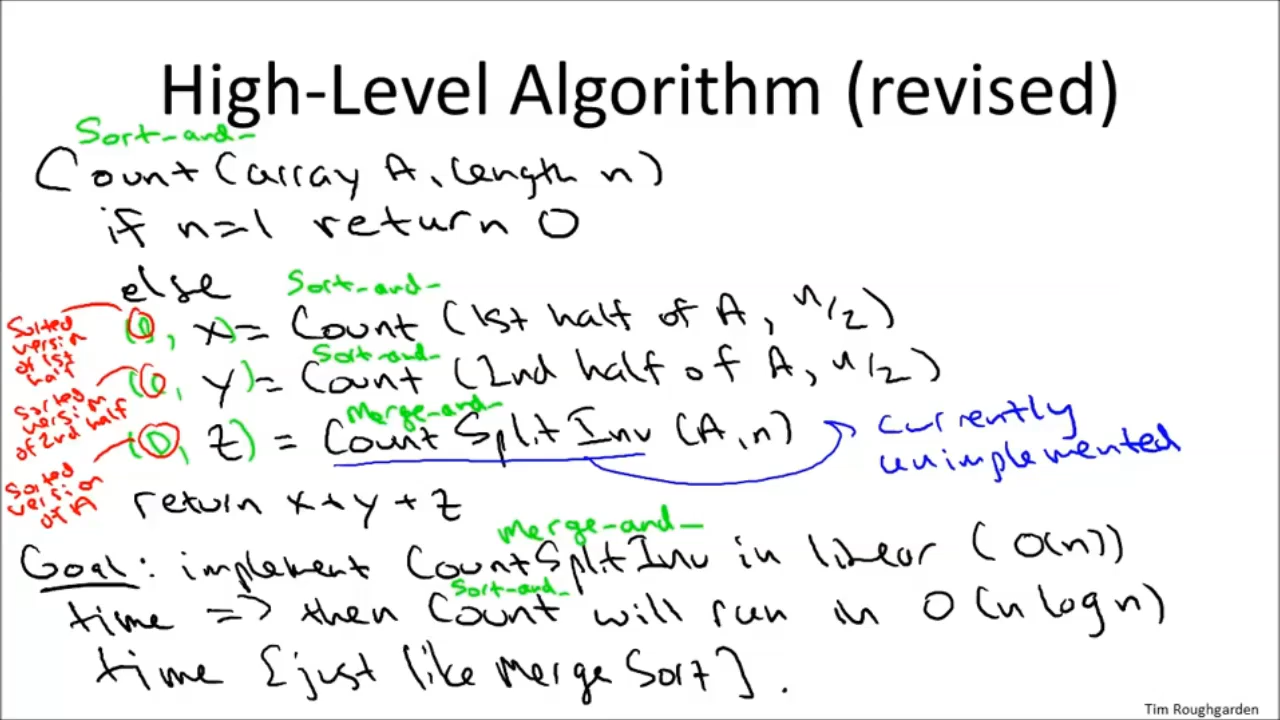 High-Level Algorithm (revised)
Sort-and-
Count (array A, length n)
if n=1 return 0
else
Sort-and-
(B, x) = Count (1st half of A, n/2)
Sort-and-
(C, y) = Count (2nd half of A, n/2)
Merge-and-
(D, z) = CountSplitInv (A, n)
currently
unimplemented
Sorted
version
of 1st
half
Sorted
version
of 2nd half
Sorted
version
of A
return x+y+z
Merge-and-
Goal: implement CountSplitInv in linear (O(n))
Sort-and-
time => then Count will run in O(n log n)
time [just like Merge Sort].
Tim Roughgarden